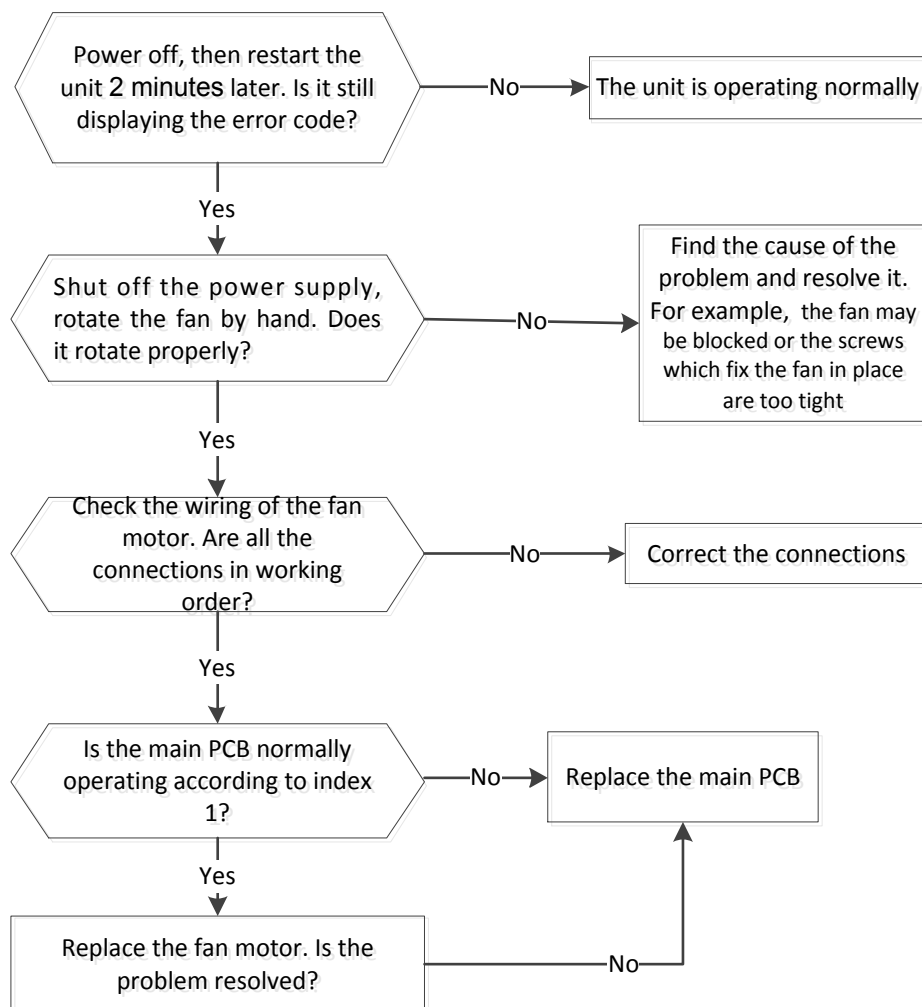 Power off, then restart the
unit 2 minutes later. Is it still
displaying the error code?
No
The unit is operating normally
Yes
Shut off the power supply,
rotate the fan by hand. Does
it rotate properly?
No
Find the cause of the
problem and resolve it.
For example, the fan may
be blocked or the screws
which fix the fan in place
are too tight
Yes
Check the wiring of the fan
motor. Are all the
connections in working
order?
No
Correct the connections
Yes
Is the main PCB normally
operating according to index
1?
No
Replace the main PCB
Yes
Replace the fan motor. Is the
problem resolved?
No